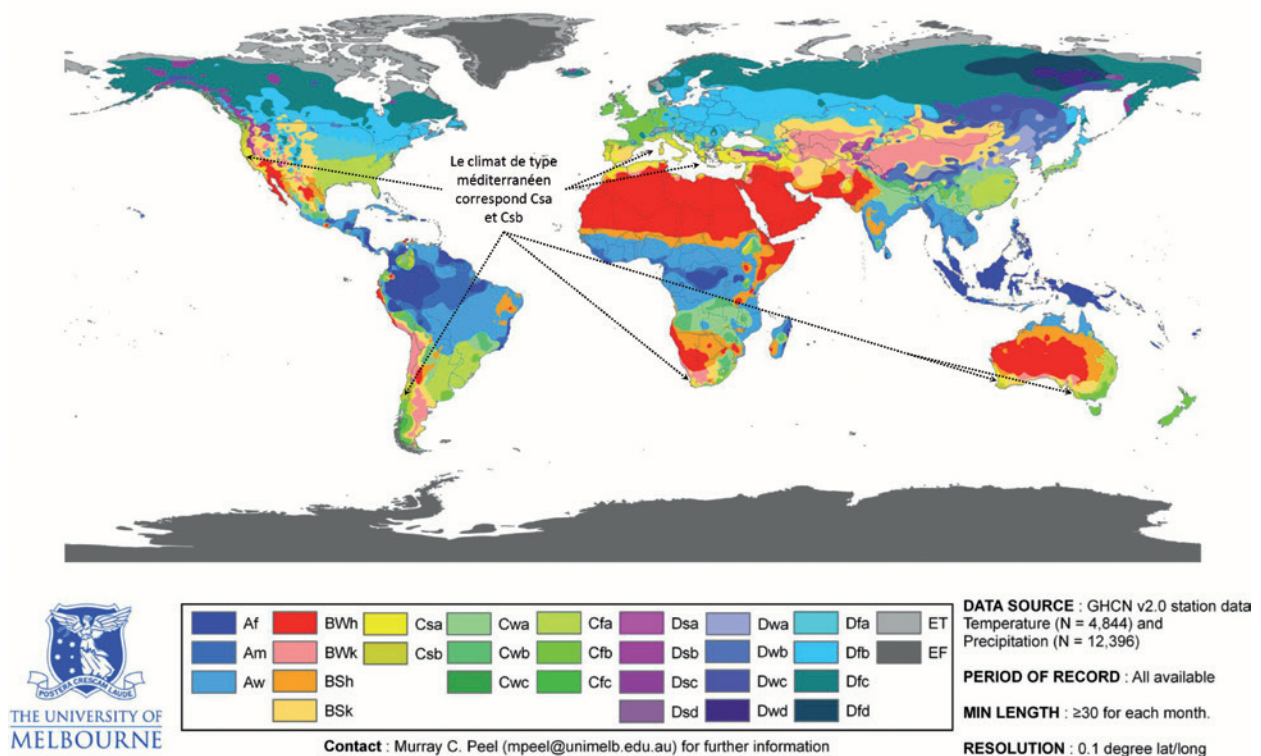 Le climat de type
méditerranéen
correspond Csa
et Csb
POSTERA CRESCAM LAUDE
THE UNIVERSITY OF
MELBOURNE
Af
Am
Aw
BWh
BWk
BSh
BSk
Csa
Csb
Cwa
Cwb
Cwc
Cfa
Cfb
Cfc
Dsa
Dsb
Dsc
Dsd
Dwa
Dwb
Dwc
Dwd
Dfa
Dfb
Dfc
Dfd
ET
EF
Contact : Murray C. Peel (mpeel@unimelb.edu.au) for further information
DATA SOURCE : GHCN v2.0 station data
Temperature (N = 4,844) and
Precipitation (N = 12,396)
PERIOD OF RECORD : All available
MIN LENGTH : ≥30 for each month.
RESOLUTION : 0.1 degree lat/long